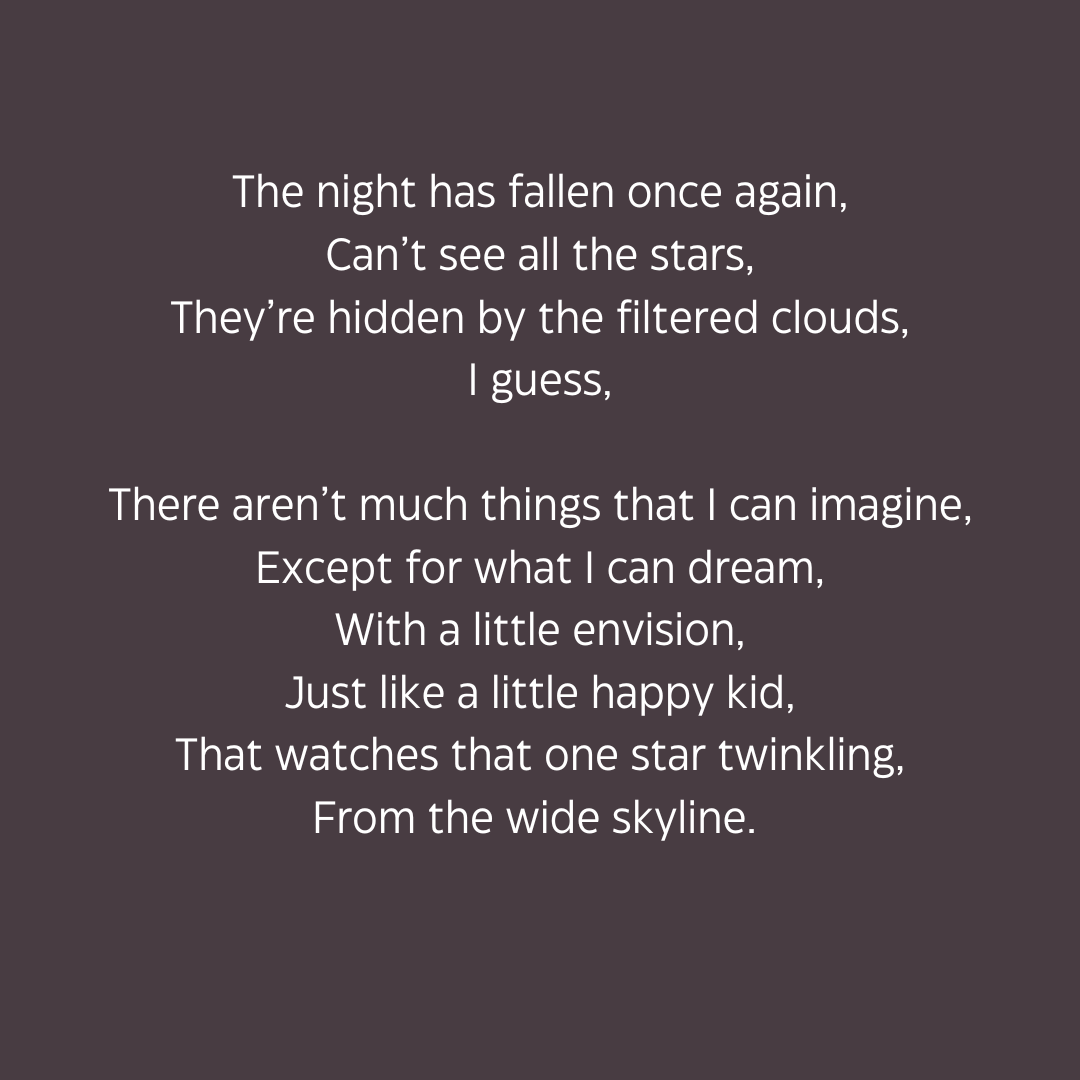 The night has fallen once again,
Can’t see all the stars,
They’re hidden by the filtered clouds,
I guess,
There aren’t much things that I can imagine,
Except for what I can dream,
With a little envision,
Just like a little happy kid,
That watches that one star twinkling,
From the wide skyline.